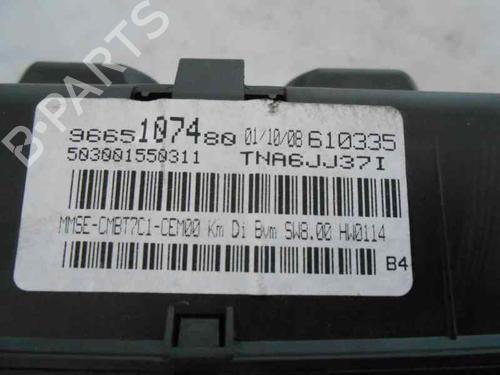 9665107480 01/10/08 610335
503001550311 TNA6JJ37I
MMSE-CMBT7C1-CEM00 Km Di Bvm SW8.00 HW0114
B4
B-PARTS